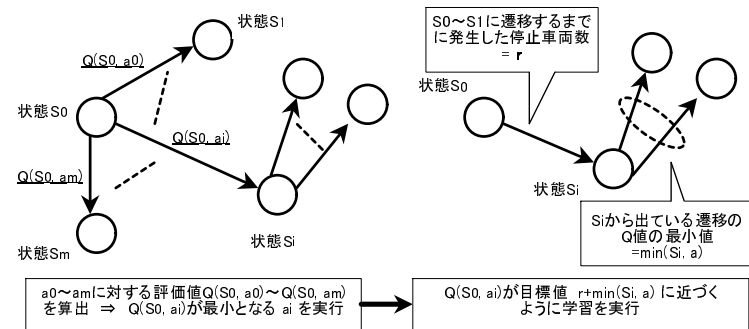 状態S1
Q(S0, a0)
状態S0
Q(S0, ai)
Q(S0, am)
状態Sm
状態Si
S0～S1に遷移するまで
に発生した停止車両数
= r
状態S0
状態Si
Siから出ている遷移の
Q値の最小値
=min(Si, a)
a0～amに対する評価値Q(S0, a0)～Q(S0, am)
を算出 ⇒ Q(S0, ai)が最小となる ai を実行
Q(S0, ai)が目標値 r+min(Si, a) に近づく
ように学習を実行